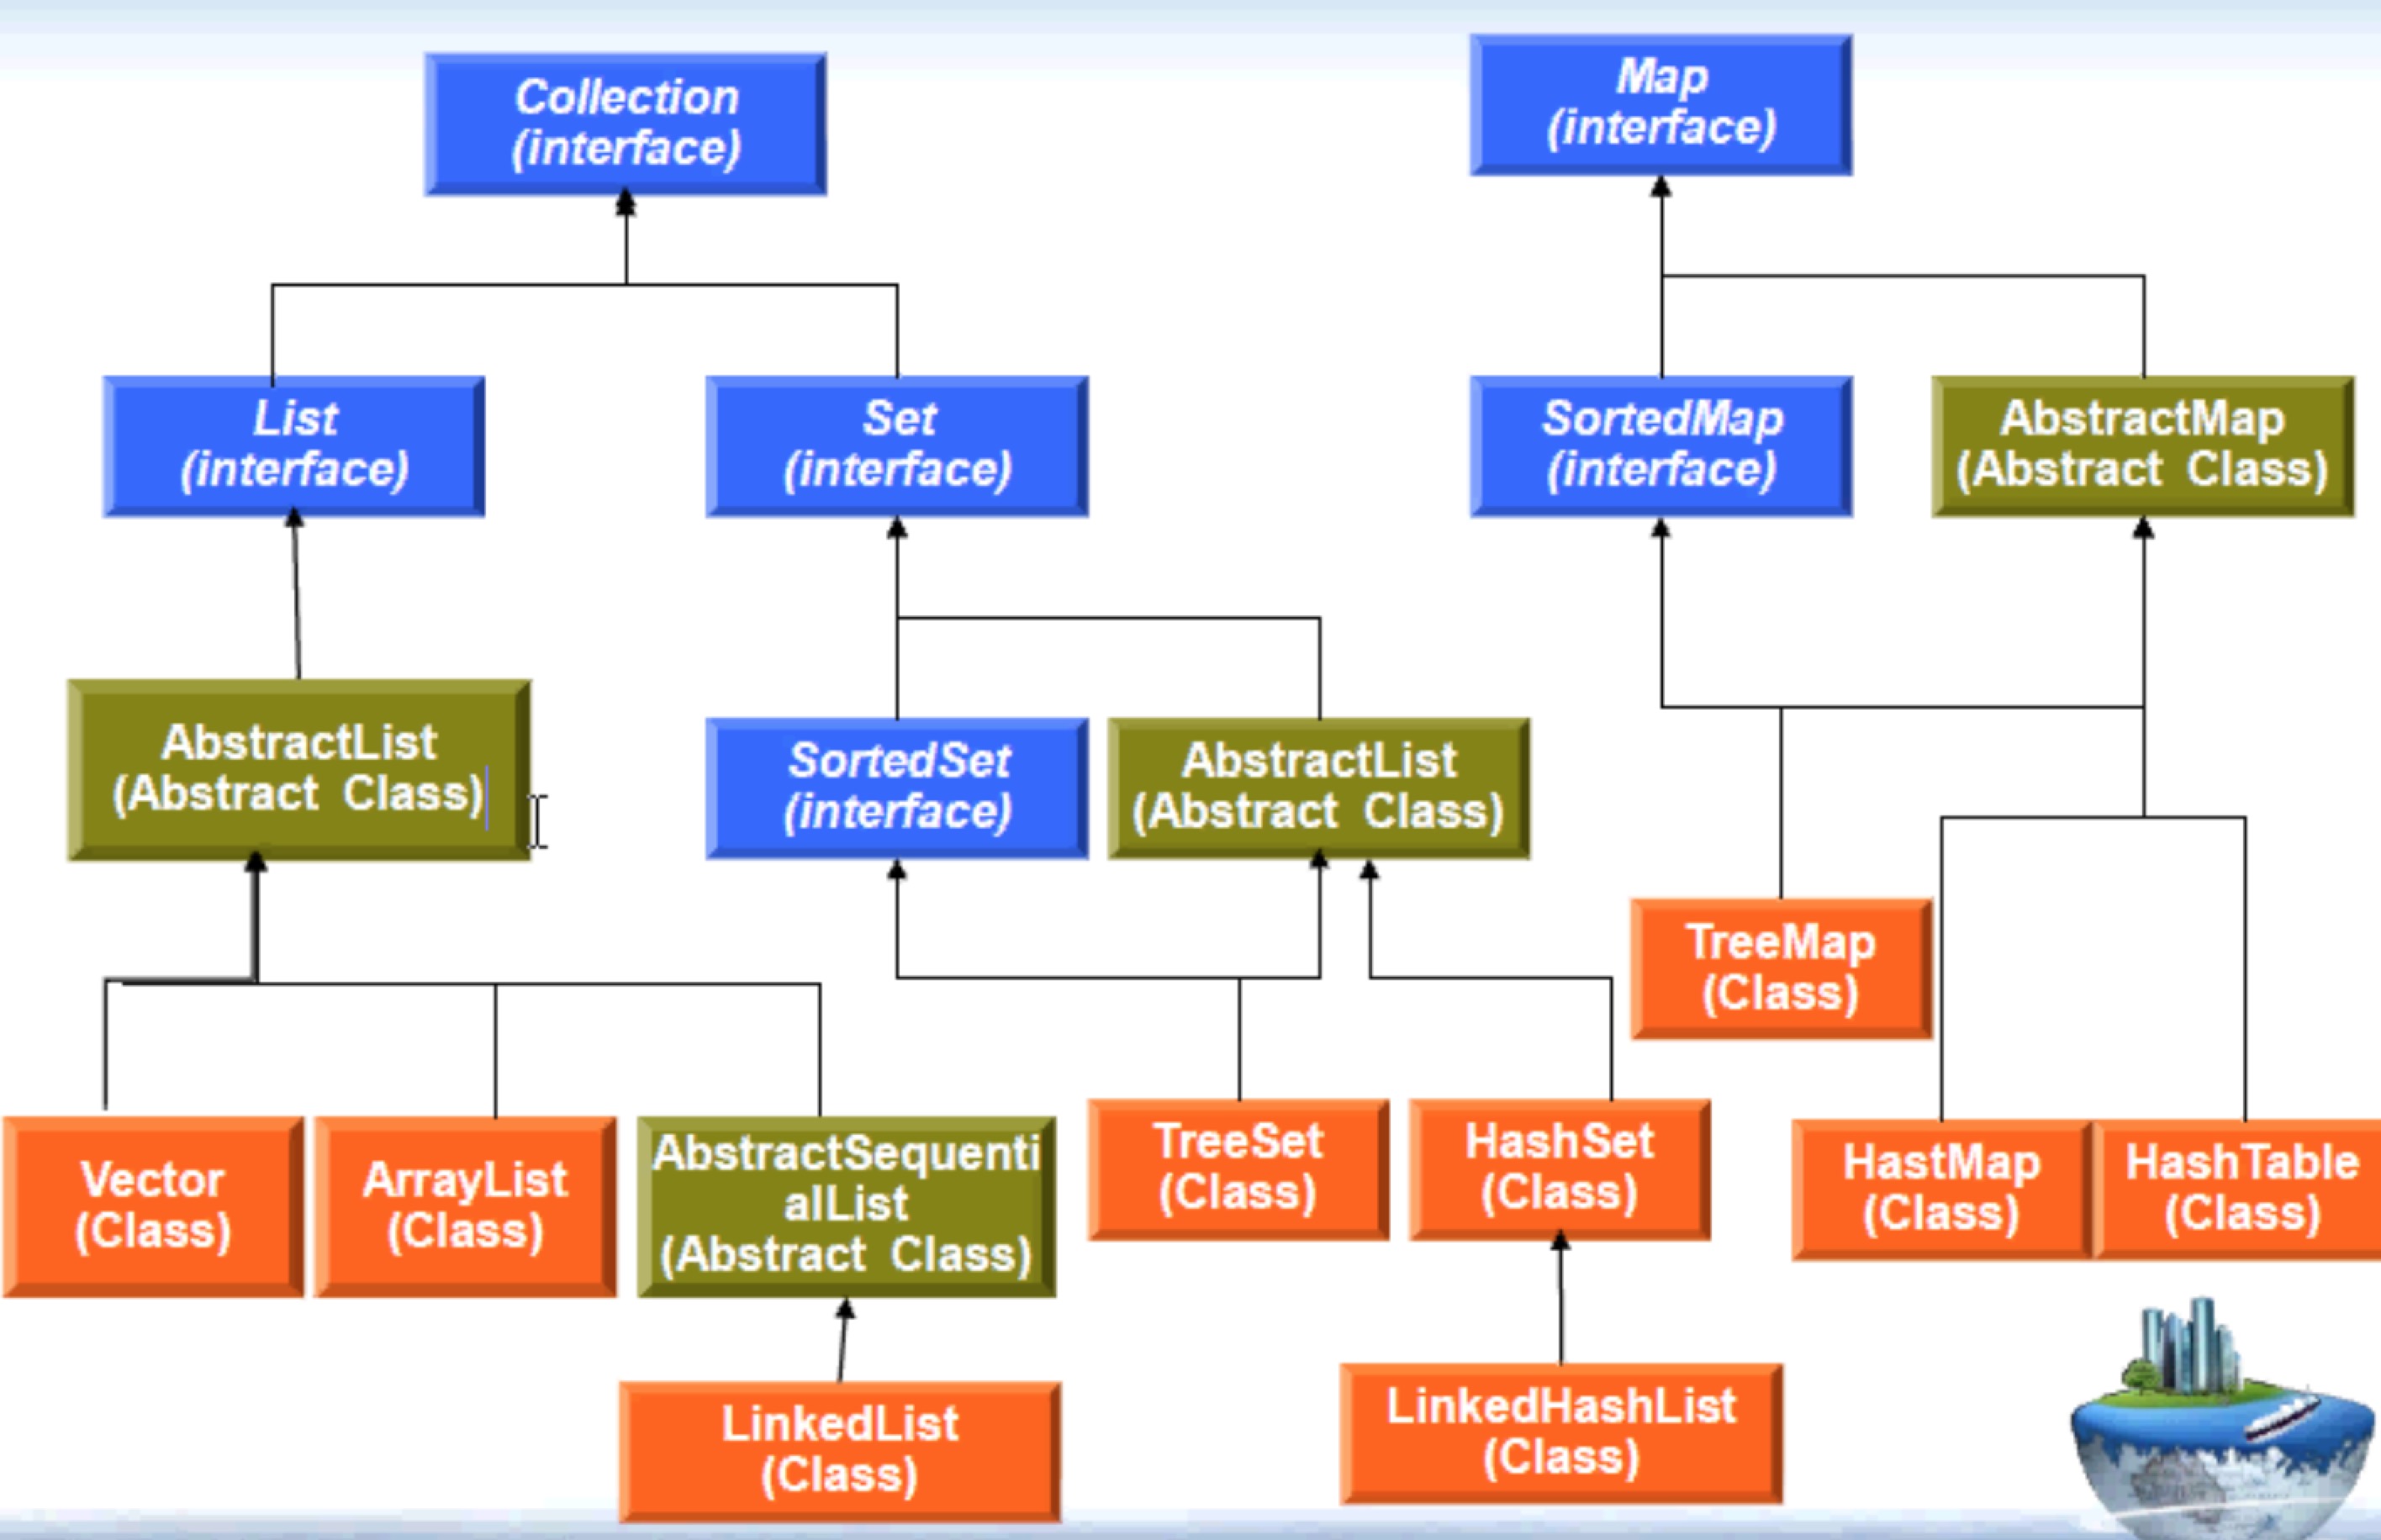 Collection
(interface)
Map
(interface)
List
(interface)
Set
(interface)
SortedMap
(interface)
AbstractMap
(Abstract Class)
AbstractList
(Abstract Class)
SortedSet
(interface)
AbstractList
(Abstract Class)
TreeMap
(Class)
Vector
(Class)
ArrayList
(Class)
AbstractSequenti
alList
(Abstract Class)
TreeSet
(Class)
HashSet
(Class)
HastMap
(Class)
HashTable
(Class)
LinkedList
(Class)
LinkedHashList
(Class)